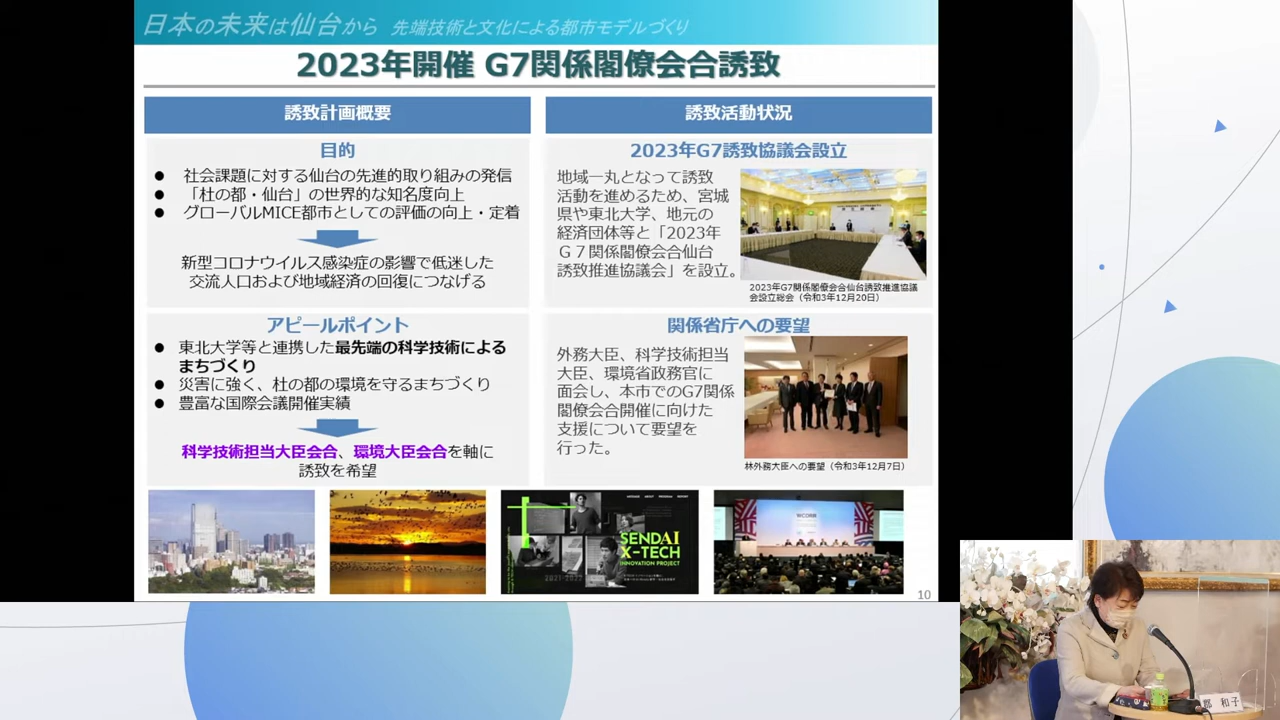 日本の未来は仙台から 先端技術と文化による都市モデルづくり
2023年開催 G7関係閣僚会合誘致
誘致計画概要
目的
● 社会課題に対する仙台の先進的取り組みの発信
● 「杜の都・仙台」の世界的な知名度向上
● グローバルMICE都市としての評価の向上・定着
新型コロナウイルス感染症の影響で低迷した
交流人口および地域経済の回復につなげる
アピールポイント
● 東北大学等と連携した最先端の科学技術による
まちづくり
● 災害に強く、杜の都の環境を守るまちづくり
● 豊富な国際会議開催実績
科学技術担当大臣会合、環境大臣会合を軸に
誘致を希望
誘致活動状況
2023年G7誘致協議会設立
地域一丸となって誘致
活動を進めるため、宮城
県や東北大学、地元の
経済団体等と「2023年
G7関係閣僚会合仙台
誘致推進協議会」を設立。
2023年G7関係閣僚会合仙台誘致推進協議
会設立総会（令和3年12月20日）
関係省庁への要望
外務大臣、科学技術担当
大臣、環境省政務官に
面会し、本市でのG7関係
閣僚会合開催に向けた
支援について要望を
行った。
林外務大臣への要望（令和3年12月7日）
SENDAI
X-TECH
INNOVATION PROJECT
2021-2022
WCDRR
10
郡 和子